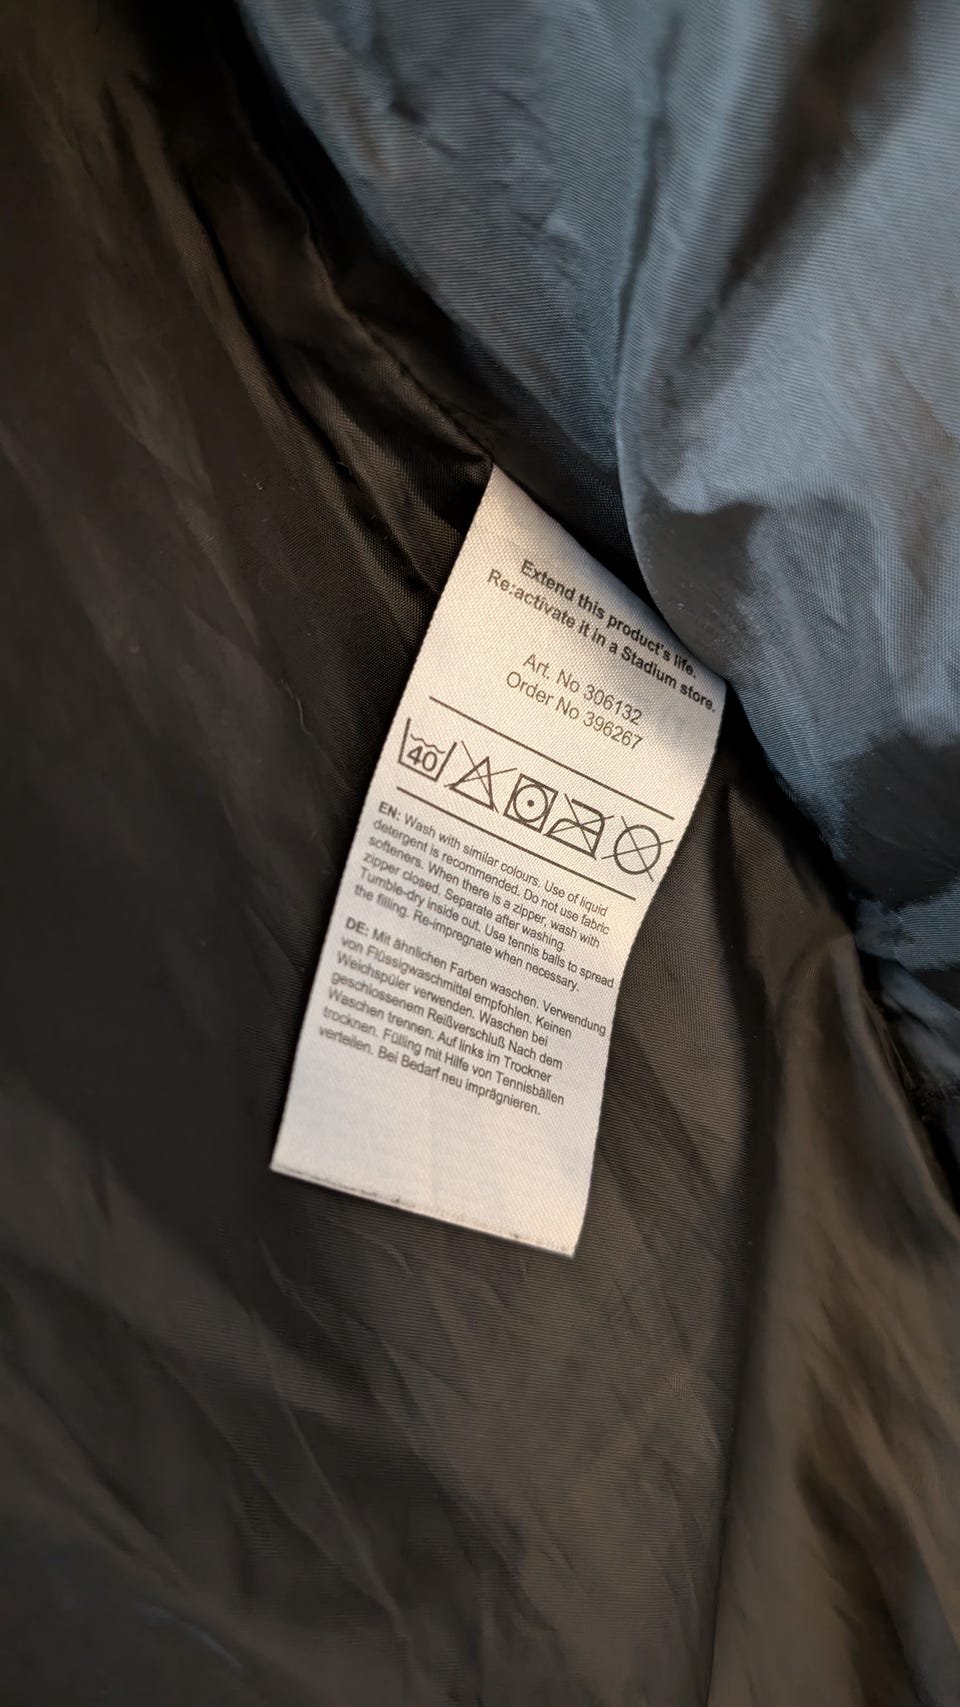 Extend this product's life.
Re:activate it in a Stadium store.
Art. No 306132
Order No 396267
40
EN: Wash with similar colours. Use of liquid
detergent is recommended. Do not use fabric
softeners. When there is a zipper, wash with
zipper closed. Separate after washing.
Tumble-dry inside out. Use tennis balls to spread
the filling. Re-impregnate when necessary.
DE: Mit ähnlichen Farben waschen. Verwendung
von Flüssigwaschmittel empfohlen. Keinen
Weichspüler verwenden. Waschen bei
geschlossenem Reißverschluß Nach dem
Waschen trennen. Auf links im Trockner
trocknen. Fülling mit Hilfe von Tennisbällen
verteilen. Bei Bedarf neu imprägnieren.